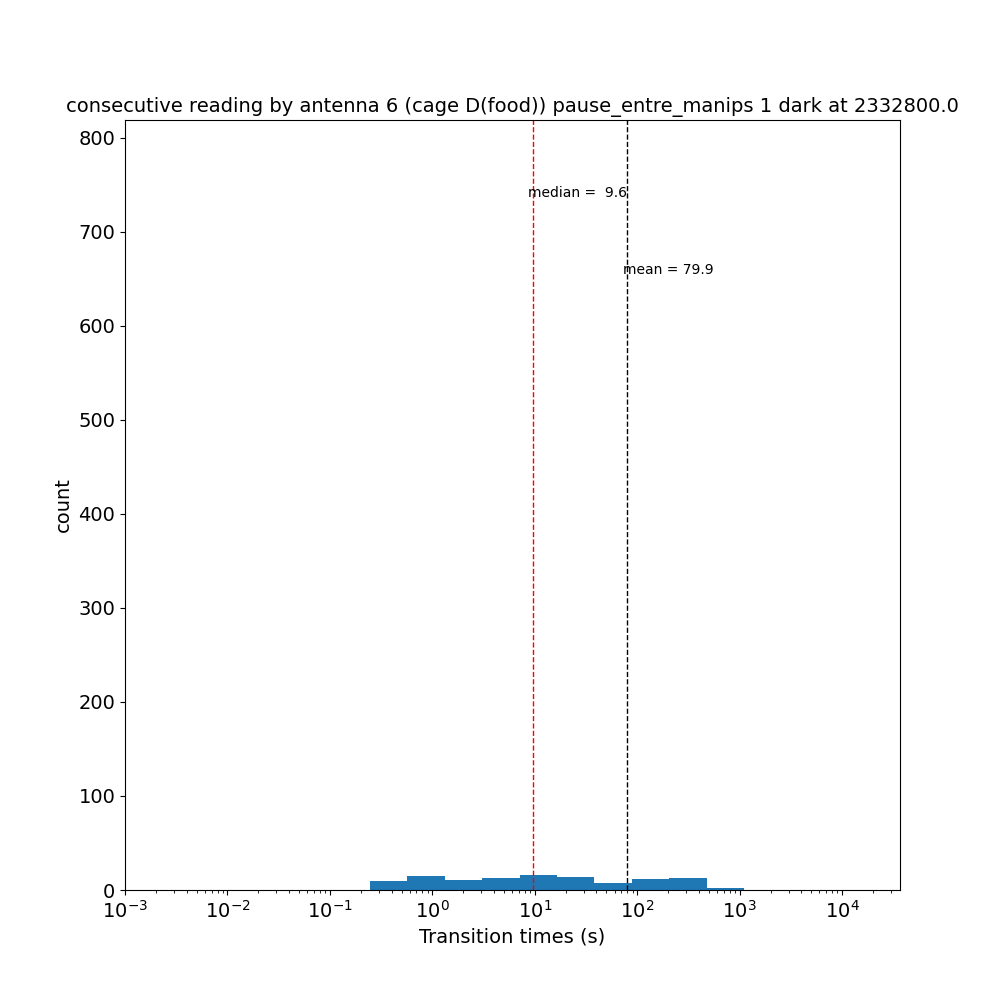 consecutive reading by antenna 6 (cage D(food)) pause_entre_manips 1 dark at 2332800.0
800
median =  9.6
700
mean = 79.9
600
500
400
300
200
100
0
count
10⁻³ 10⁻² 10⁻¹ 10⁰ 10¹ 10² 10³ 10⁴
Transition times (s)